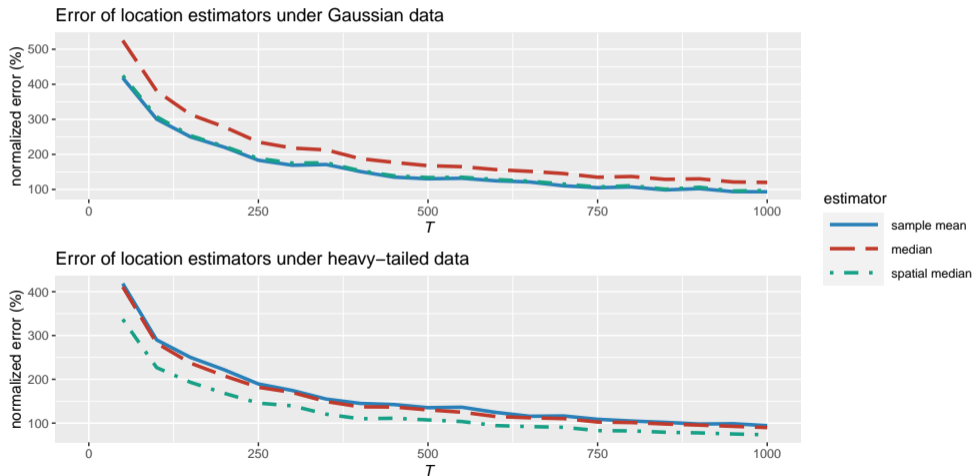 Error of location estimators under Gaussian data
normalized error (%)
500
400
300
200
100
0
250
500
750
1000
T
Error of location estimators under heavy−tailed data
normalized error (%)
400
300
200
100
0
250
500
750
1000
T
estimator
sample mean
median
spatial median